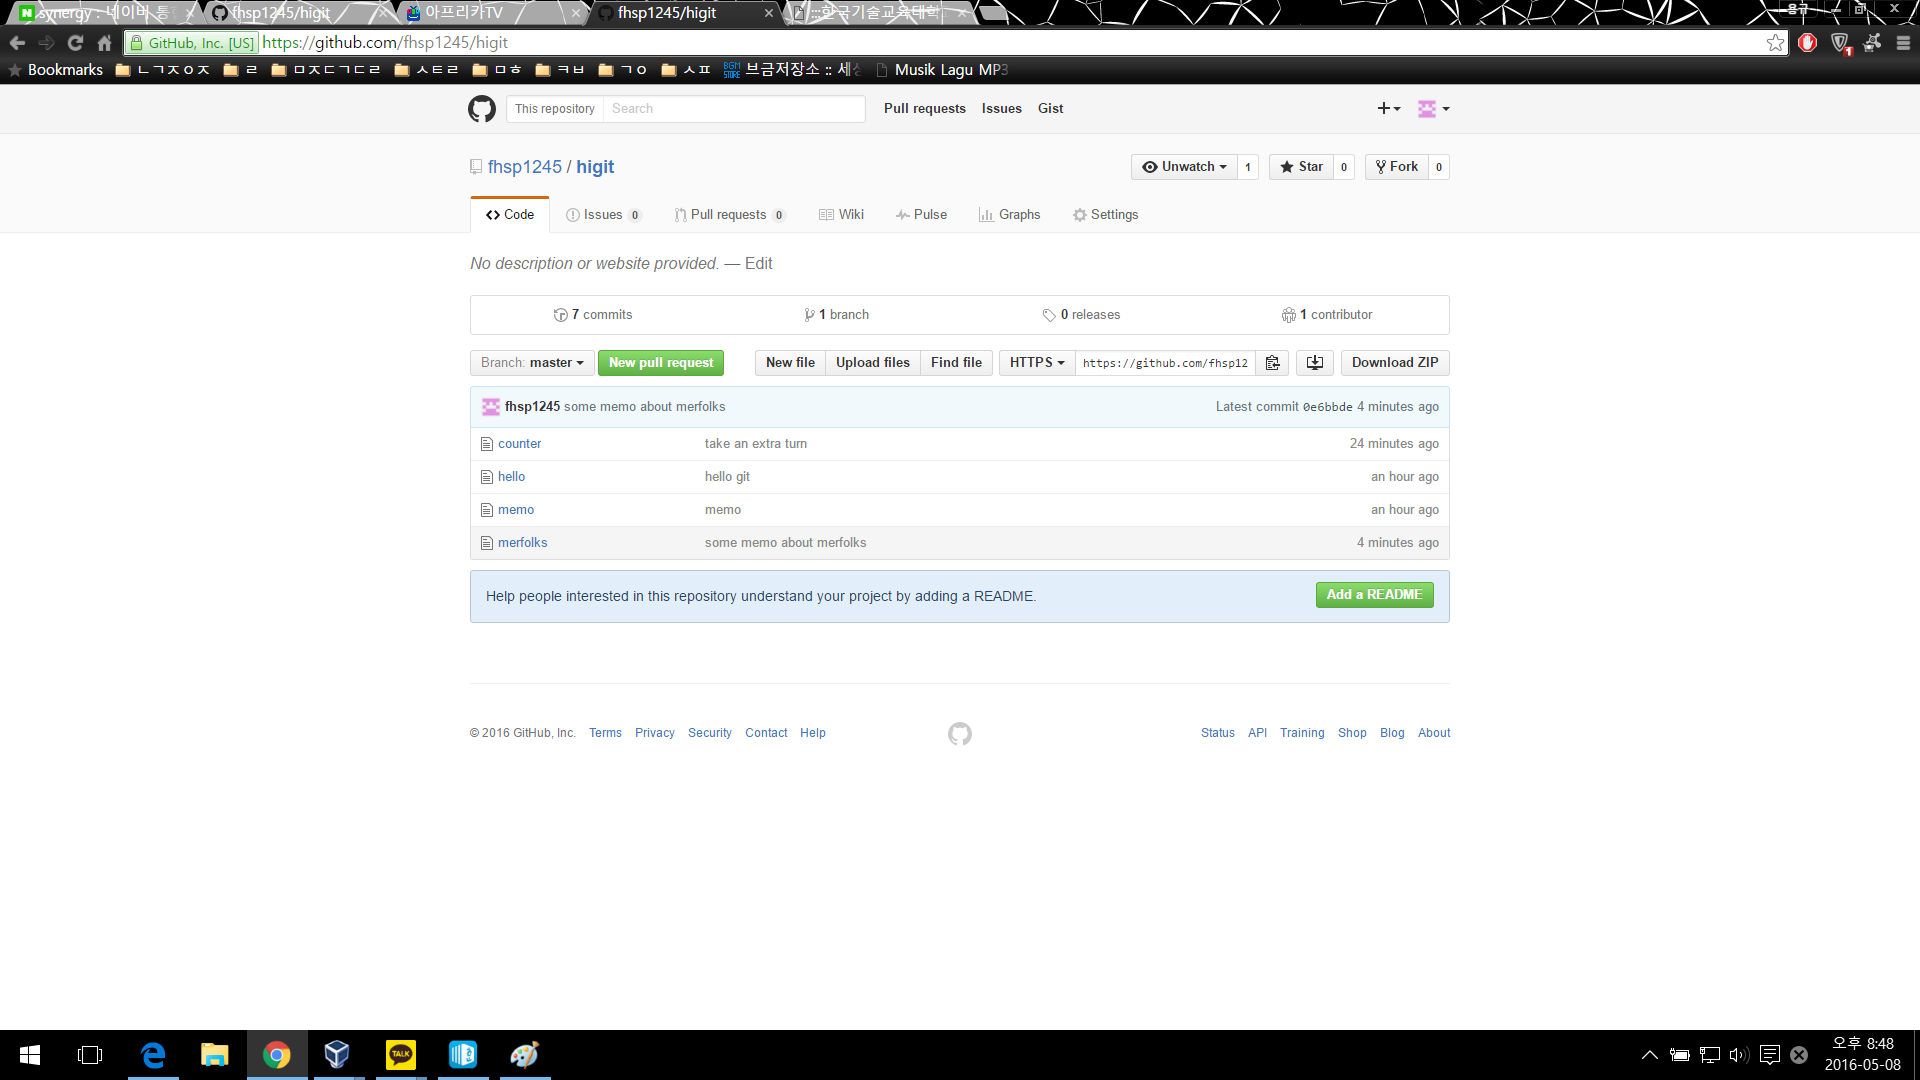 synergy : 네이버 통
fhsp1245/higit
아프리카TV
fhsp1245/higit
:::한국기술교육대학
용규
GitHub, Inc. [US] https://github.com/fhsp1245/higit
1
Bookmarks ㄴㄱㅈㅇㅈ ㄹ ㅁㅈㄷㄱㄷㄹ ㅅㅌㄹ ㅁㅎ ㅋㅂ ㄱㅇ ㅅㅍ BGM STORE 브금저장소 :: 세상 Musik Lagu MP3
This repository Search Pull requests Issues Gist
fhsp1245 / higit Unwatch 1 Star 0 Fork 0
Code Issues 0 Pull requests 0 Wiki Pulse Graphs Settings
No description or website provided. — Edit
7 commits 1 branch 0 releases 1 contributor
Branch: master New pull request New file Upload files Find file HTTPS https://github.com/fhsp12 Download ZIP
fhsp1245 some memo about merfolks Latest commit 0e6bbde 4 minutes ago
counter take an extra turn 24 minutes ago
hello hello git an hour ago
memo memo an hour ago
merfolks some memo about merfolks 4 minutes ago
Help people interested in this repository understand your project by adding a README. Add a README
© 2016 GitHub, Inc. Terms Privacy Security Contact Help Status API Training Shop Blog About
TALK
오후 8:48
2016-05-08